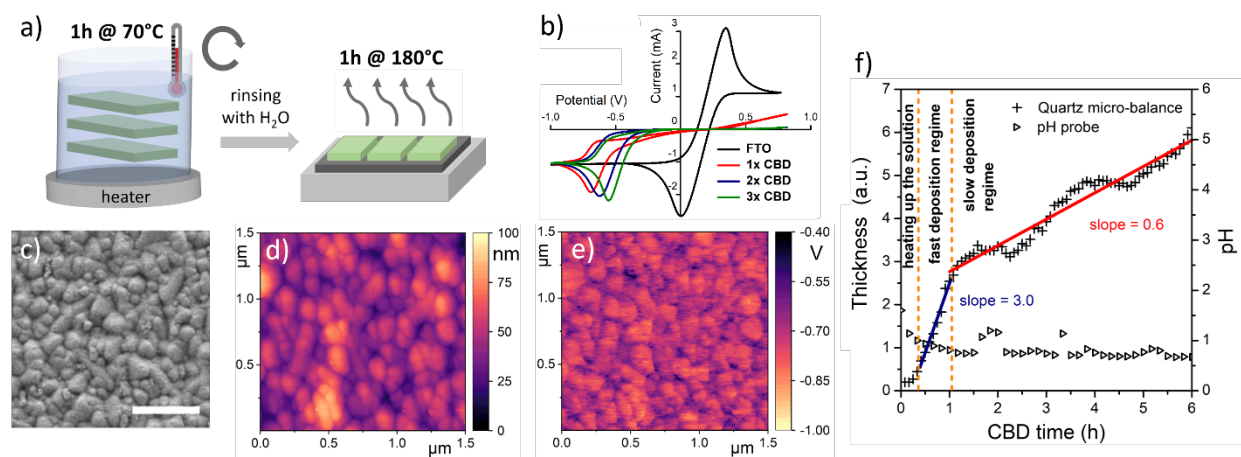 a)
1h @ 70°C
1h @ 180°C
rinsing
with H₂O
heater
b)
Current (mA)
Potential (V)
3
2
1
-1
-2
-1.0
-0.5
0.5
1.0
FTO
1x CBD
2x CBD
3x CBD
c)
d)
1.5
µm
1.0
0.5
0.0
0.5
1.0
1.5
µm
100
nm
75
50
25
0
e)
1.5
µm
1.0
0.5
0.0
0.5
1.0
1.5
µm
-0.40
V
-0.55
-0.70
-0.85
-1.00
f)
Thickness (a.u.)
7
6
5
4
3
2
1
0
heating up the solution
fast deposition regime
slow deposition
regime
Quartz micro-balance
pH probe
slope = 3.0
slope = 0.6
pH
6
5
4
3
2
1
0
0
1
2
3
4
5
6
CBD time (h)